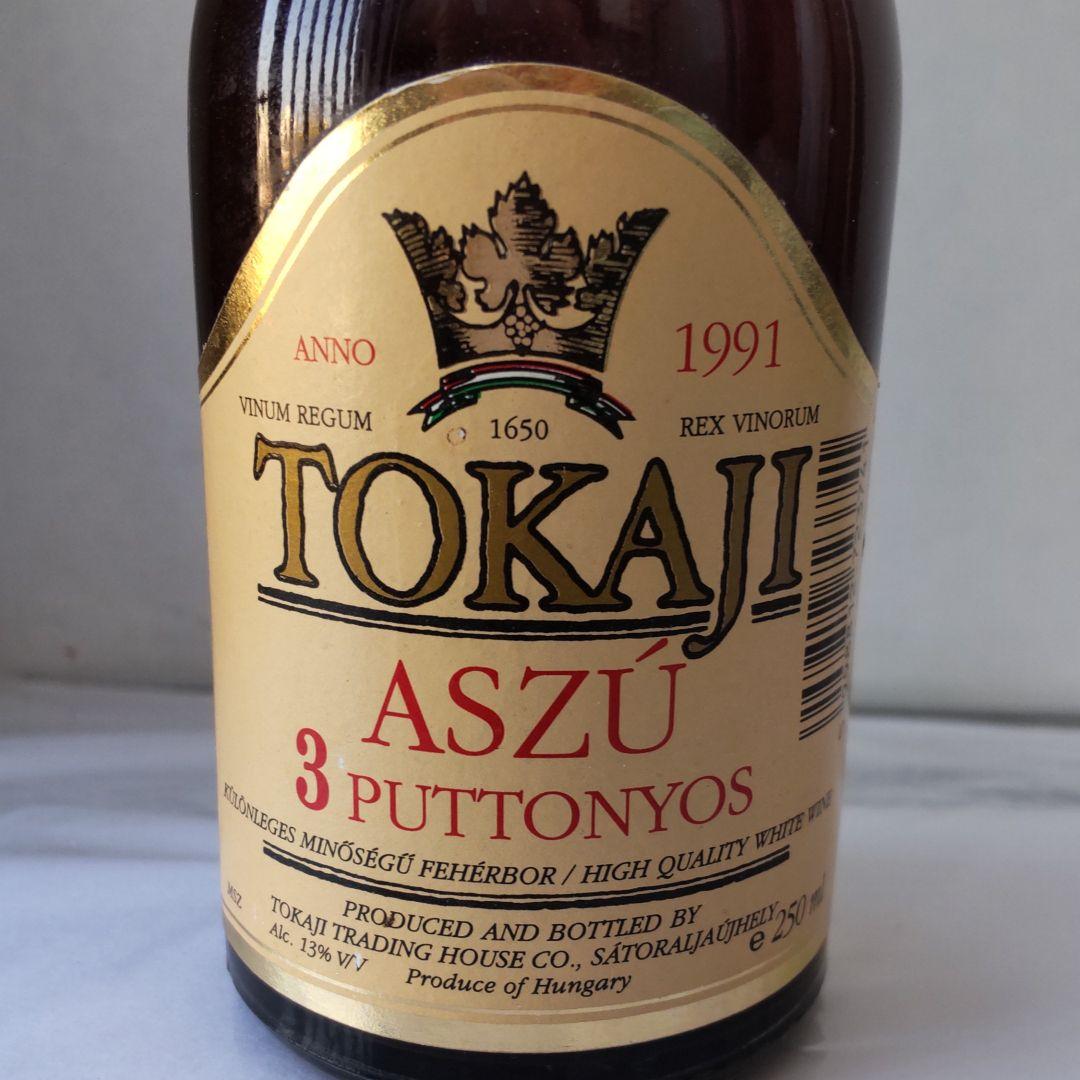 ANNO 1991
VINUM REGUM 1650 REX VINORUM
TOKAJI
ASZÚ
3 PUTTONYOS
KÜLÖNLEGES MINŐSÉGŰ FEHÉRBOR / HIGH QUALITY WHITE WINE
MSZ
PRODUCED AND BOTTLED BY
TOKAJI TRADING HOUSE CO., SÁTORALJAÚJHELY
Alc. 13% V/V
e 250 ml
Produce of Hungary